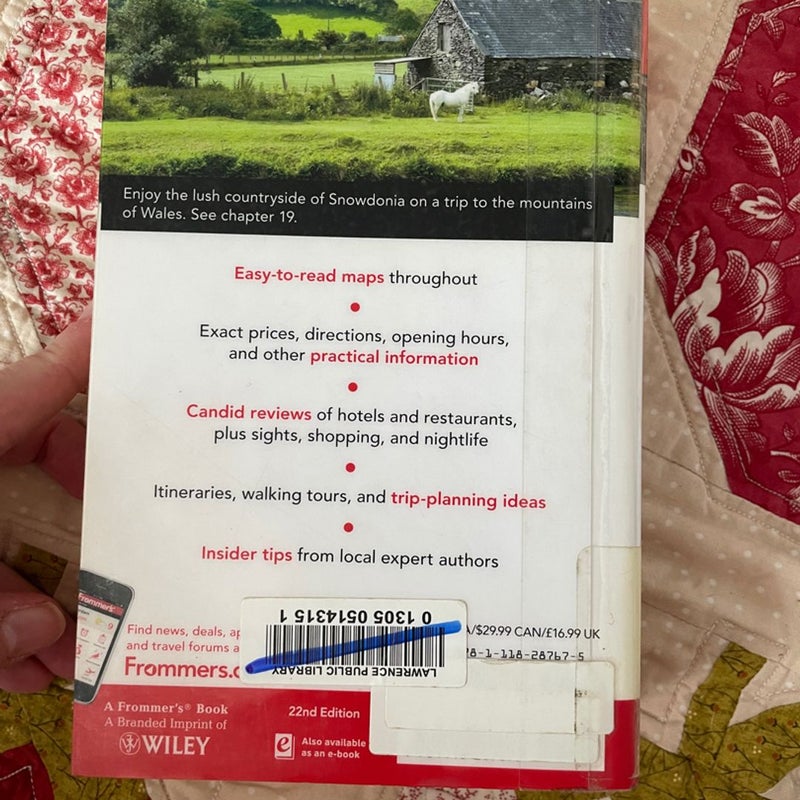 Enjoy the lush countryside of Snowdonia on a trip to the mountains
of Wales. See chapter 19.
Easy-to-read maps throughout
Exact prices, directions, opening hours,
and other practical information
Candid reviews of hotels and restaurants,
plus sights, shopping, and nightlife
Itineraries, walking tours, and trip-planning ideas
Insider tips from local expert authors
Frommer's
Find news, deals,
and travel forums
Frommers.
LAWRENCE PUBLIC LIBRARY
0 1305 0514315 1
/$29.99 CAN/£16.99 UK
8-1-118-28767-5
A Frommer's® Book
A Branded Imprint of
WILEY
22nd Edition
e
Also available
as an e-book